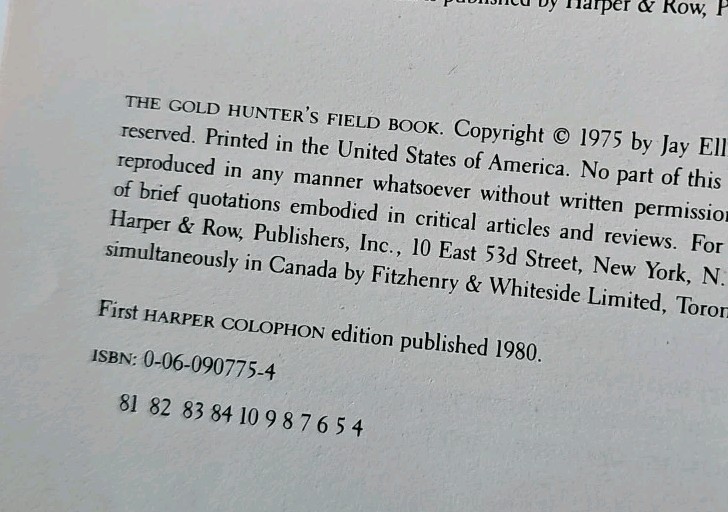 published by Harper & Row, P
THE GOLD HUNTER'S FIELD BOOK. Copyright © 1975 by Jay Ell
reserved. Printed in the United States of America. No part of this
reproduced in any manner whatsoever without written permission
of brief quotations embodied in critical articles and reviews. For
Harper & Row, Publishers, Inc., 10 East 53d Street, New York, N.
simultaneously in Canada by Fitzhenry & Whiteside Limited, Toron
First HARPER COLOPHON edition published 1980.
ISBN: 0-06-090775-4
81 82 83 84 10 9 8 7 6 5 4